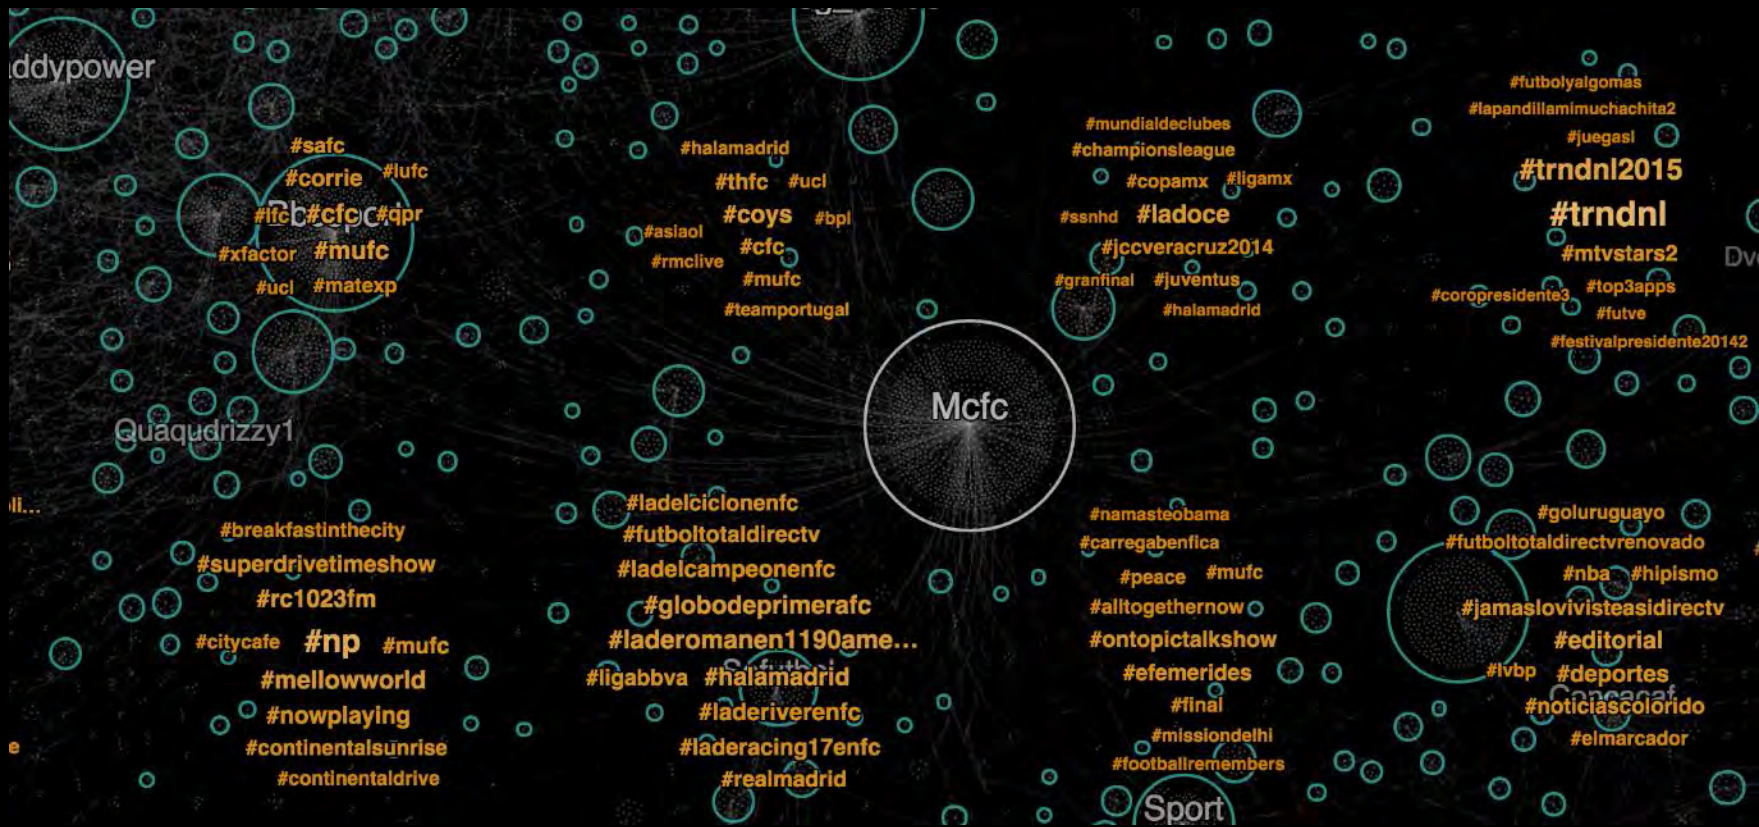 ddypower
#safc
#corrie #lufc
#lfc #cfc #qpr
#xfactor #mufc
#ucl #matexp
#halamadrid
#thfc #ucl
#coys #bpl
#asiaol #cfc
#rmclive
#mufc
#teamportugal
#mundialdeclubes
#championsleague
#copamx #ligamx
#ssnhd #ladoce
#jccveracruz2014
#granfinal #juventus
#halamadrid
#futbolyalgomas
#lapandillamimuchachita2
#juegasl
#trndnl2015
#trndnl
#mtvstars2
#coropresidente3 #top3apps
#futve
#festivalpresidente20142
Mcfc
Quaqudrizzy1
#breakfastinthecity
#superdrivetimeshow
#rc1023fm
#citycafe #np #mufc
#mellowworld
#nowplaying
#continentalsunrise
#continentaldrive
#ladelciclonenfc
#futboltotaldirectv
#ladelcampeonenfc
#globodeprimerafc
#laderomanen1190ame...
#ligabbva #halamadrid
#laderiverenfc
#laderacing17enfc
#realmadrid
#namasteobama
#carregabenfica
#peace #mufc
#alltogethernow
#ontopictalkshow
#efemerides
#final
#missiondelhi
#footballremembers
Sport
#goluruguayo
#futboltotaldirectvrenovado
#nba #hipismo
#jamaslovivisteasidirectv
#editorial
#lvbp #deportes
Concacaf
#noticiascolorido
#elmarcador